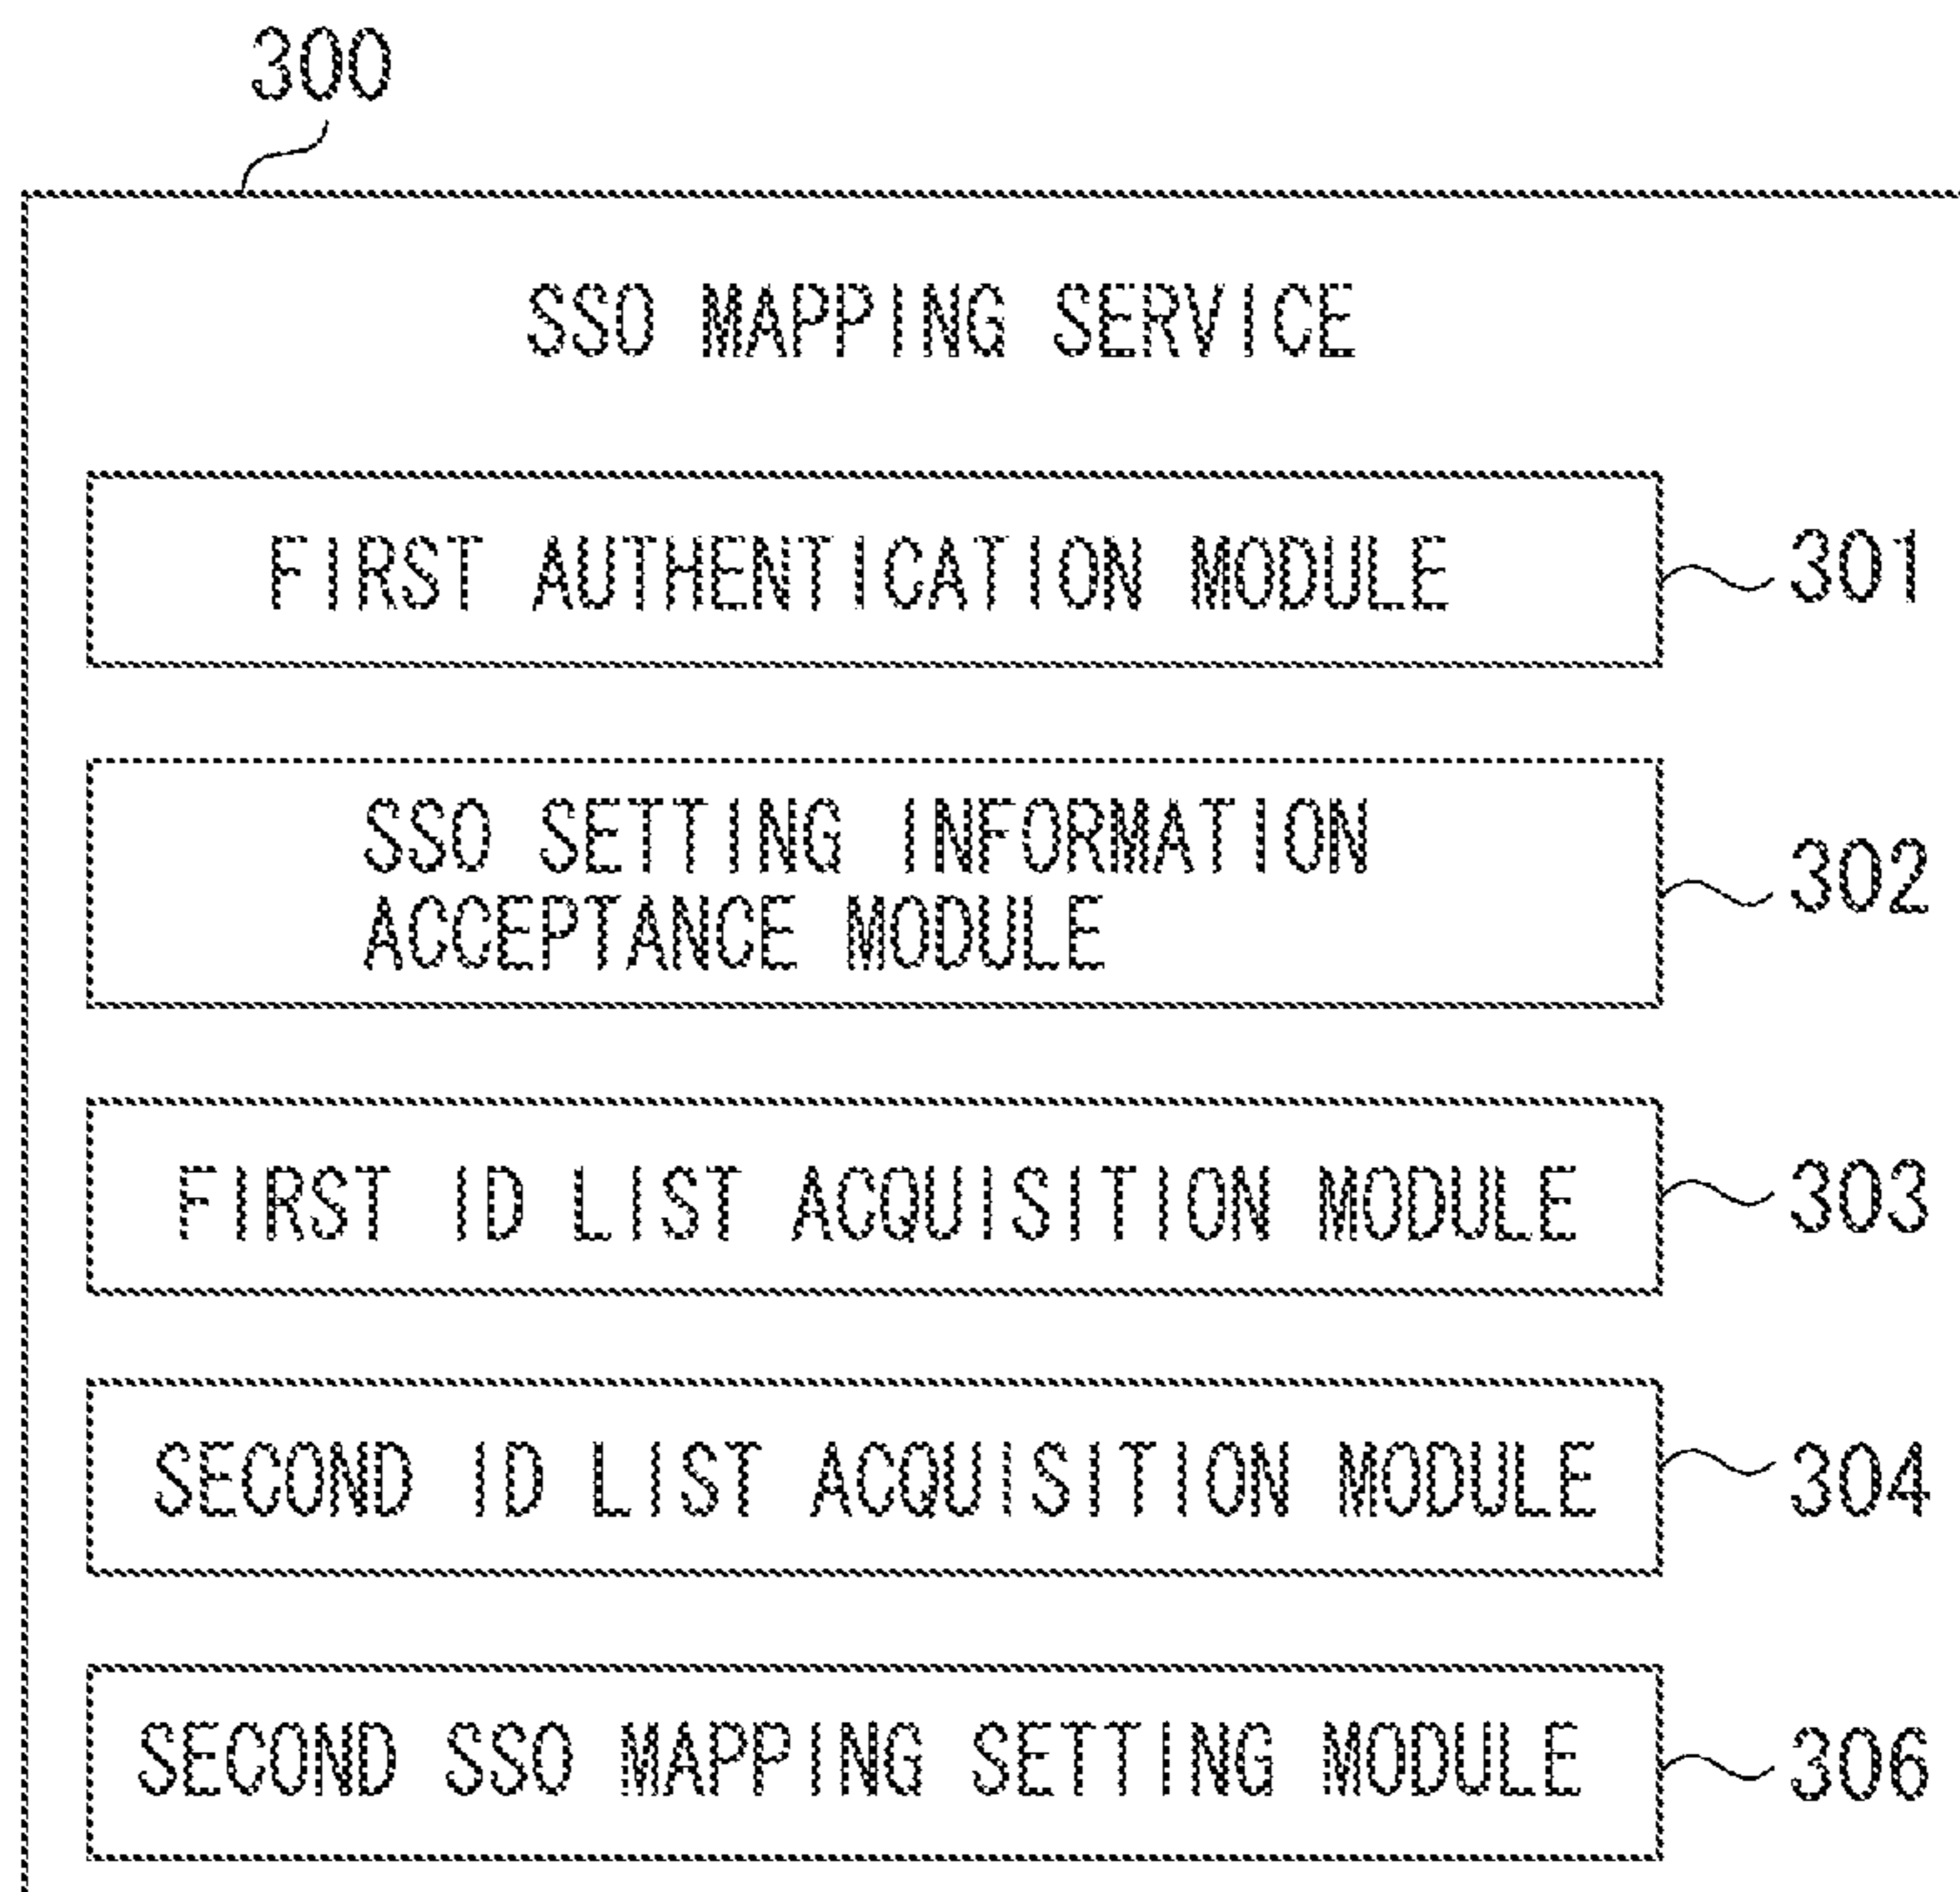 300
SSO MAPPING SERVICE
FIRST AUTHENTICATION MODULE
301
SSO SETTING INFORMATION
ACCEPTANCE MODULE
302
FIRST ID LIST ACQUISITION MODULE
303
SECOND ID LIST ACQUISITION MODULE
304
SECOND SSO MAPPING SETTING MODULE
306